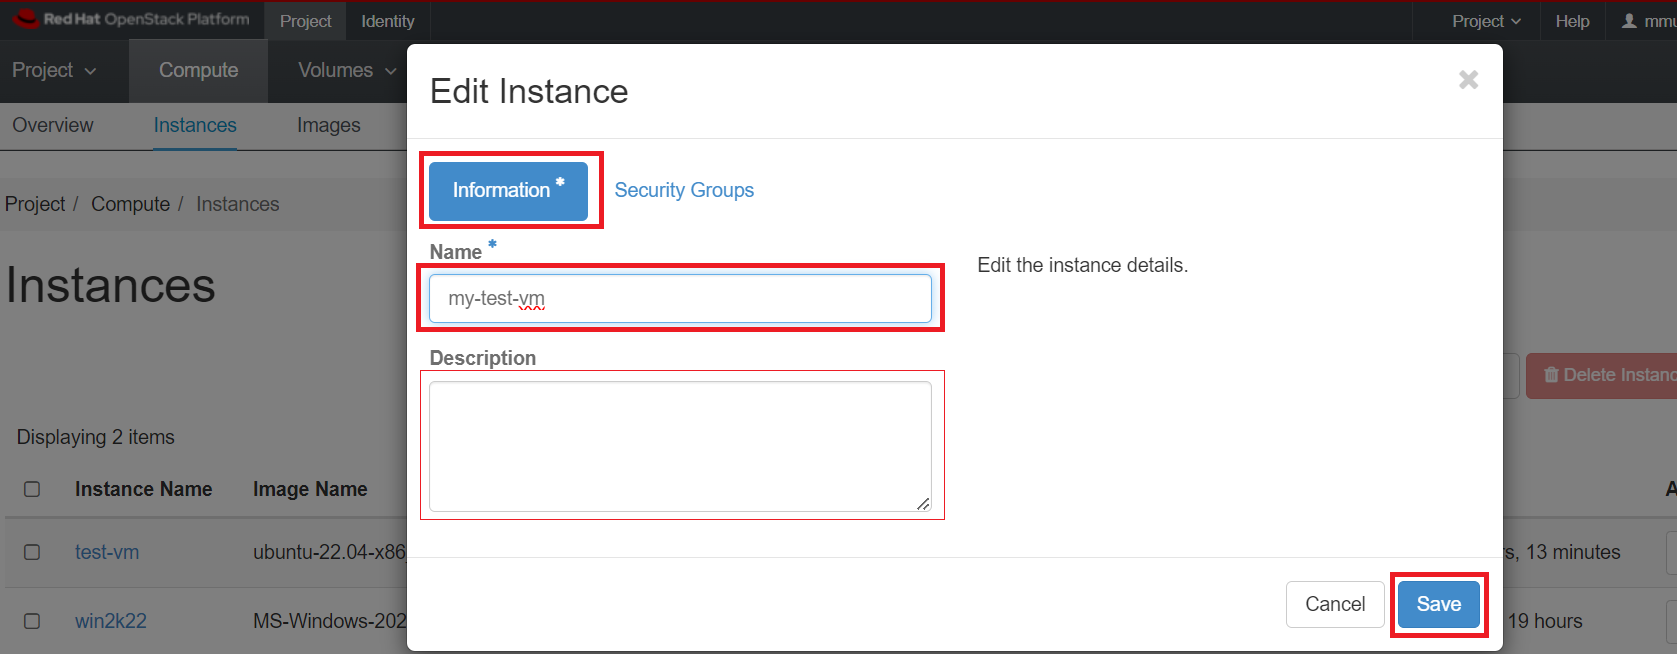 Red Hat OpenStack Platform Project Identity Project Help
Project Compute Volumes
Overview Instances Images
Project / Compute / Instances
Instances
Edit Instance
Information *
Security Groups
Name *
my-test-vm
Edit the instance details.
Description
Cancel
Save
Delete
Displaying 2 items
Instance Name Image Name
test-vm ubuntu-22.04-x86 13 minutes
win2k22 MS-Windows-202 19 hours